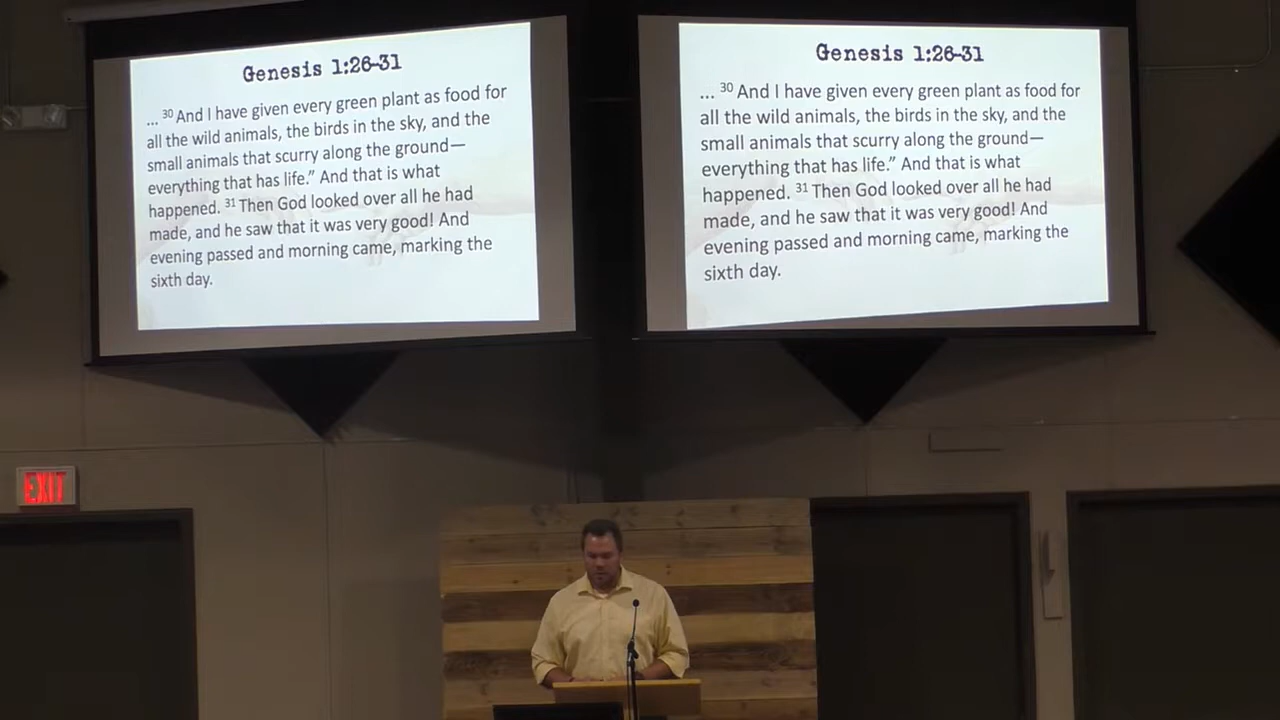 Genesis 1:26-31
... 30 And I have given every green plant as food for
all the wild animals, the birds in the sky, and the
small animals that scurry along the ground—
everything that has life.” And that is what
happened. 31 Then God looked over all he had
made, and he saw that it was very good! And
evening passed and morning came, marking the
sixth day.
Genesis 1:26-31
... 30 And I have given every green plant as food for
all the wild animals, the birds in the sky, and the
small animals that scurry along the ground—
everything that has life.” And that is what
happened. 31 Then God looked over all he had
made, and he saw that it was very good! And
evening passed and morning came, marking the
sixth day.
EXIT